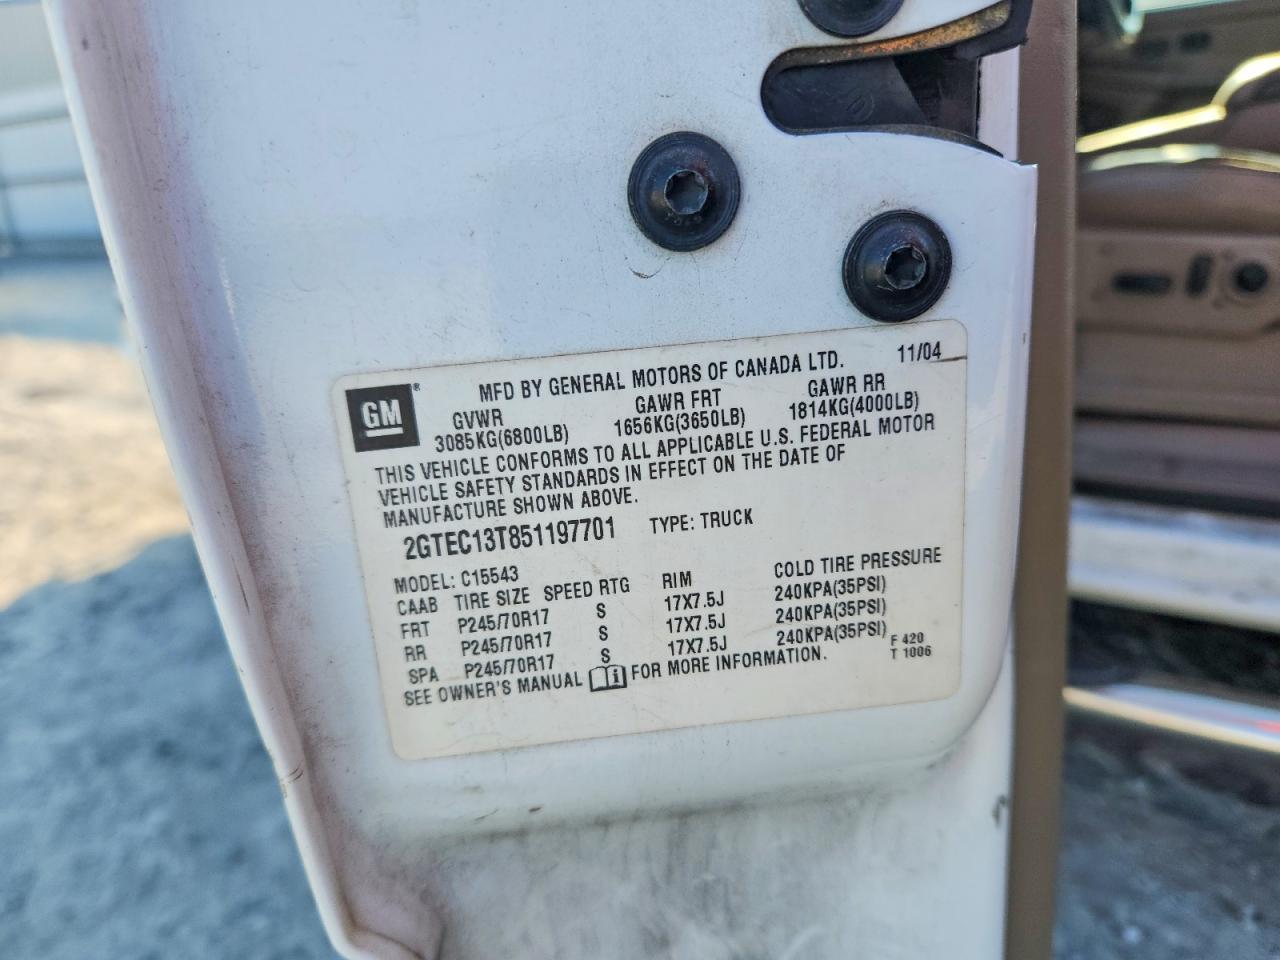 GM ® MFD BY GENERAL MOTORS OF CANADA LTD. 11/04
GVWR GAWR FRT GAWR RR
3085KG(6800LB) 1656KG(3650LB) 1814KG(4000LB)
THIS VEHICLE CONFORMS TO ALL APPLICABLE U.S. FEDERAL MOTOR
VEHICLE SAFETY STANDARDS IN EFFECT ON THE DATE OF
MANUFACTURE SHOWN ABOVE.
2GTEC13T851197701 TYPE: TRUCK
MODEL: C15543
CAAB TIRE SIZE SPEED RTG RIM COLD TIRE PRESSURE
FRT P245/70R17 S 17X7.5J 240KPA(35PSI)
RR P245/70R17 S 17X7.5J 240KPA(35PSI)
SPA P245/70R17 S 17X7.5J 240KPA(35PSI)
SEE OWNER'S MANUAL i FOR MORE INFORMATION.
F 420
T 1006